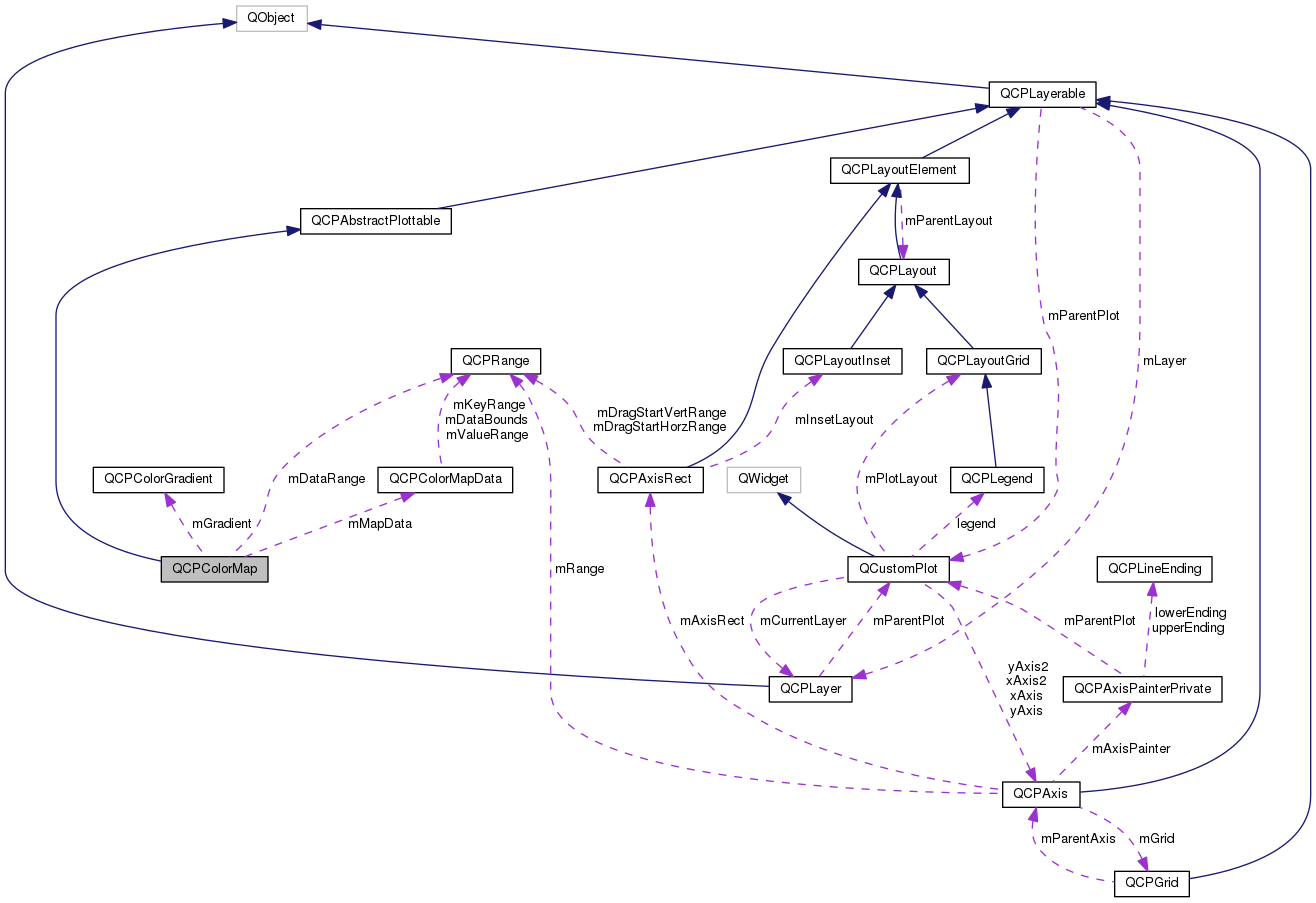 QObject
QCPLayerable
QCPLayoutElement
QCPAbstractPlottable
mParentLayout
QCPLayout
mParentPlot
QCPRange
QCPLayoutInset
QCPLayoutGrid
mLayer
mKeyRange
mDataBounds
mValueRange
mDragStartVertRange
mDragStartHorzRange
mInsetLayout
QCPColorGradient
mDataRange
QCPColorMapData
QCPAxisRect
QWidget
mPlotLayout
QCPLegend
mGradient
mMapData
legend
QCPColorMap
mRange
QCustomPlot
QCPLineEnding
mAxisRect
mCurrentLayer
mParentPlot
mParentPlot
lowerEnding
upperEnding
QCPLayer
yAxis2
xAxis2
xAxis
yAxis
QCPAxisPainterPrivate
mAxisPainter
QCPAxis
mParentAxis
mGrid
QCPGrid